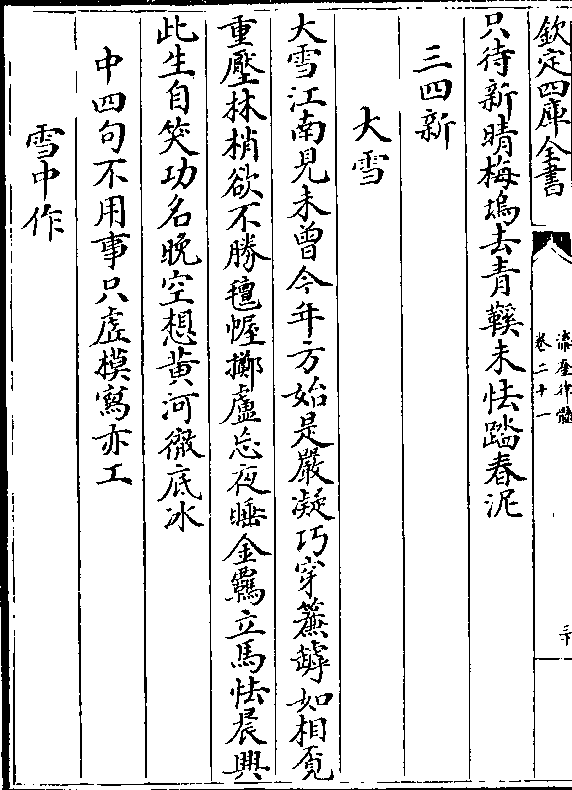 欽定四庫全書
瀛奎律髓
卷二十一
三十
只待新晴梅塢去青鞵未怯踏春泥
三四新
大雪
大雪江南見未曾今年方始是嚴凝巧穿簾罅如相覓
重壓林梢欲不勝氊幄擲盧忘夜睡金羈立馬怯晨興
此生自笑功名晚空想黄河徹底冰
中四句不用事只虚模寫亦工
雪中作